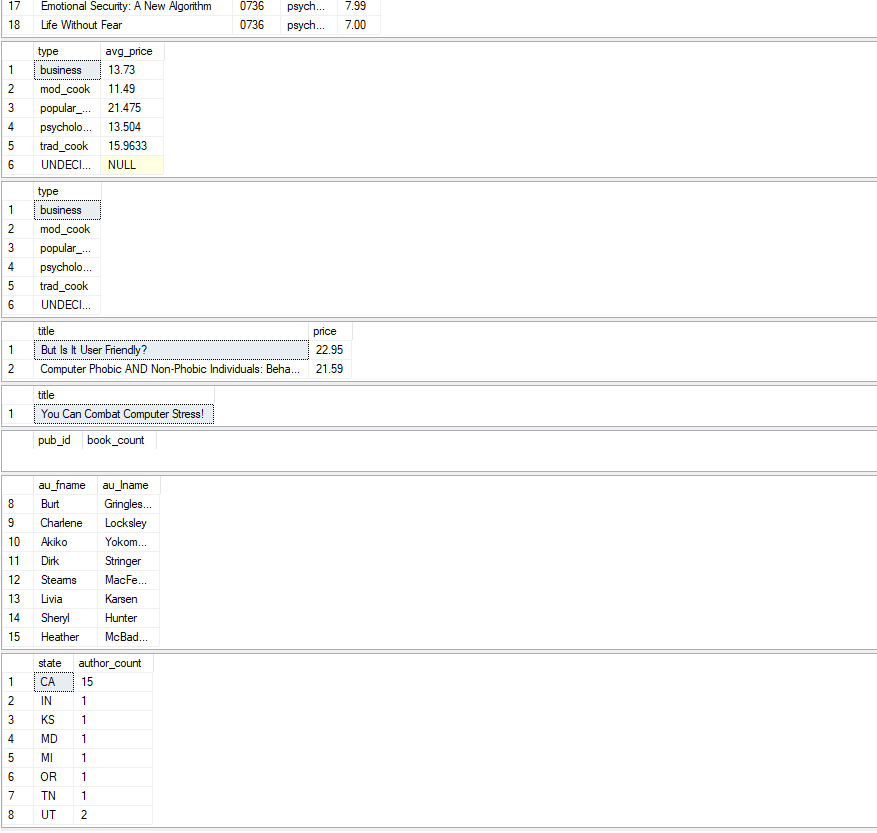 17 Emotional Security: A New Algorithm 0736 psych... 7.99
18 Life Without Fear 0736 psych... 7.00
type avg_price
1 business 13.73
2 mod_cook 11.49
3 popular_... 21.475
4 psycholo... 13.504
5 trad_cook 15.9633
6 UNDECI... NULL
type
1 business
2 mod_cook
3 popular_...
4 psycholo...
5 trad_cook
6 UNDECI...
title price
1 But Is It User Friendly? 22.95
2 Computer Phobic AND Non-Phobic Individuals: Beha... 21.59
title
1 You Can Combat Computer Stress!
pub_id book_count
au_fname au_lname
8 Burt Gringles...
9 Charlene Locksley
10 Akiko Yokom...
11 Dirk Stringer
12 Stearns MacFe...
13 Livia Karsen
14 Sheryl Hunter
15 Heather McBad...
state author_count
1 CA 15
2 IN 1
3 KS 1
4 MD 1
5 MI 1
6 OR 1
7 TN 1
8 UT 2